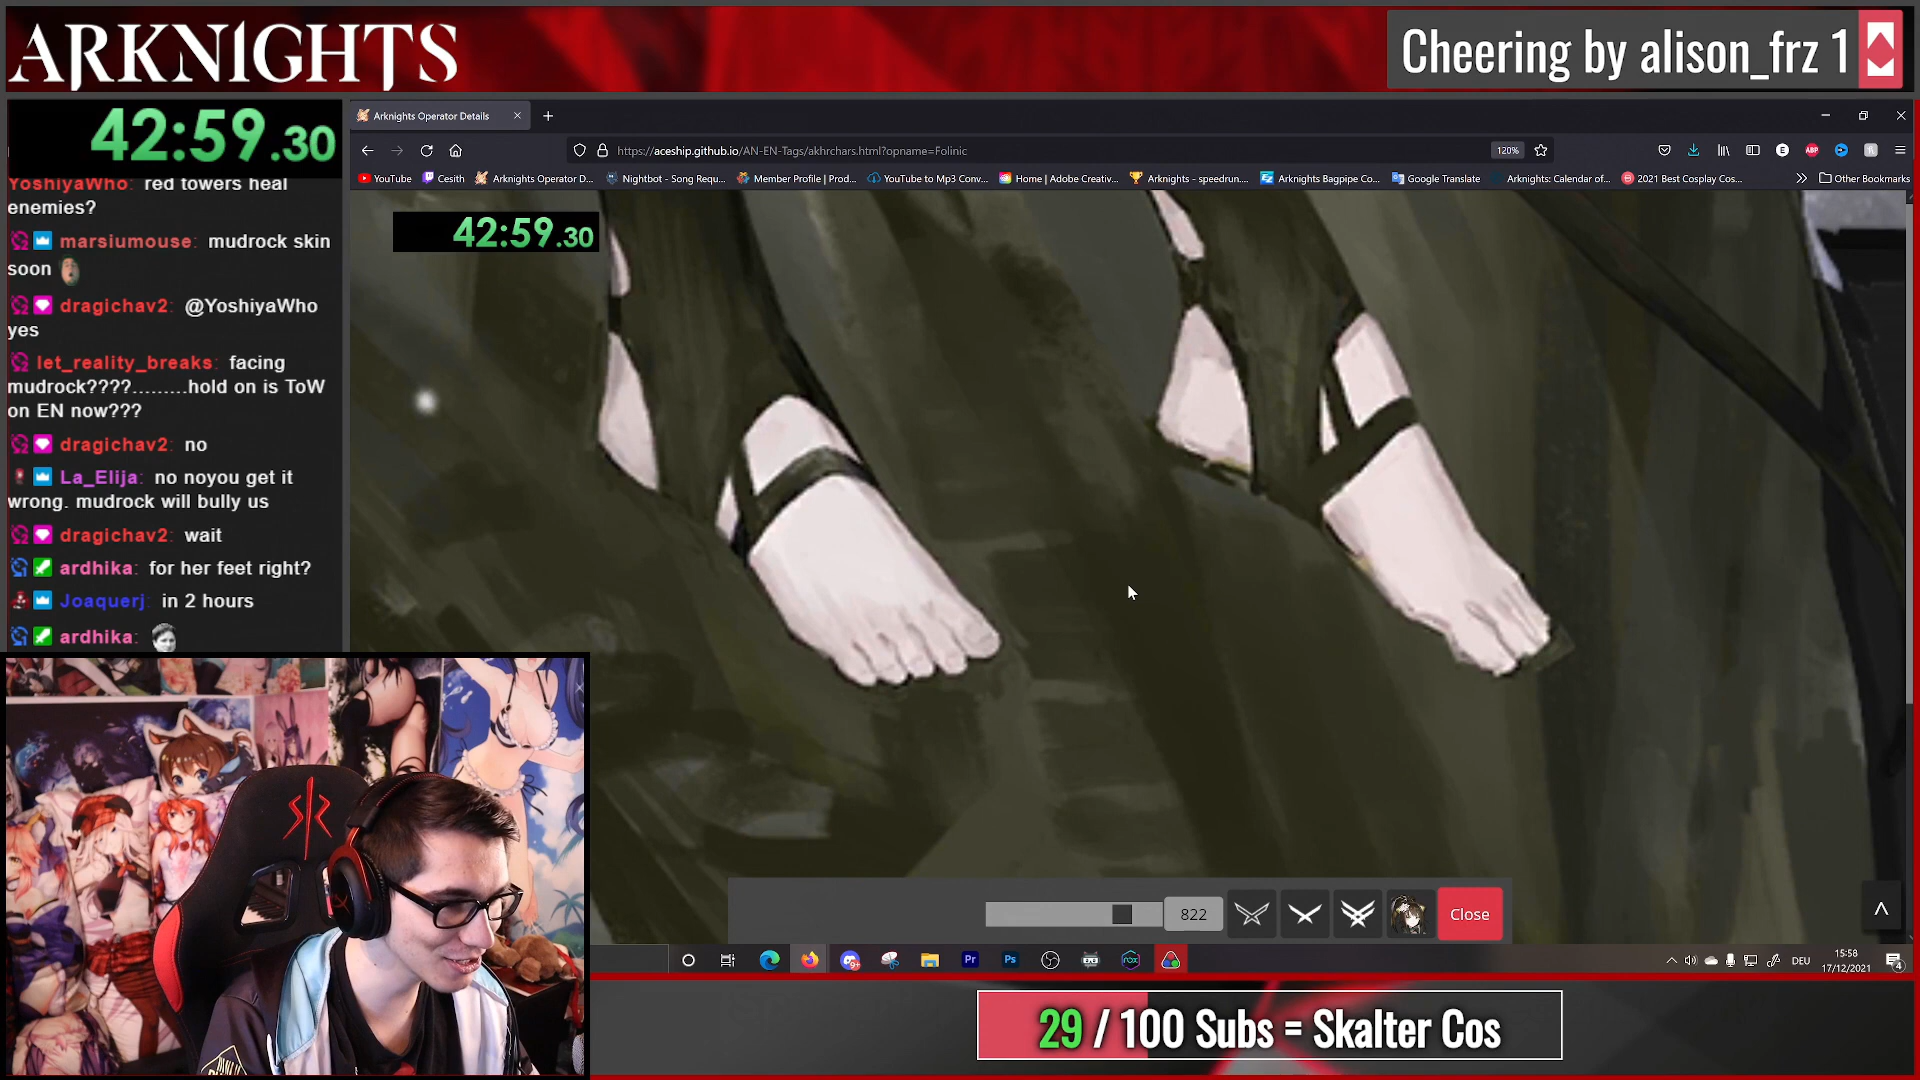 ARKNIGHTS
Cheering by alison_frz 1
42:59.30
YoshiyaWho: red towers heal
enemies?
marsiumouse: mudrock skin
soon
dragichav2: @YoshiyaWho
yes
let_reality_breaks: facing
mudrock????.........hold on is ToW
on EN now???
dragichav2: no
La_Elija: no noyou get it
wrong. mudrock will bully us
dragichav2: wait
ardhika: for her feet right?
Joaquerj: in 2 hours
ardhika:
Arknights Operator Details
https://aceship.github.io/AN-EN-Tags/akhrchars.html?opname=Folinic
120%
YouTube
Cesith
Arknights Operator D...
Nightbot - Song Requ...
Member Profile | Prod...
YouTube to Mp3 Conv...
Home | Adobe Creativ...
Arknights - speedrun....
Arknights Bagpipe Co...
Google Translate
Arknights: Calendar of...
2021 Best Cosplay Cos...
Other Bookmarks
42:59.30
822
Close
Pr
Ps
DEU
15:58
17/12/2021
4
29 / 100 Subs = Skalter Cos